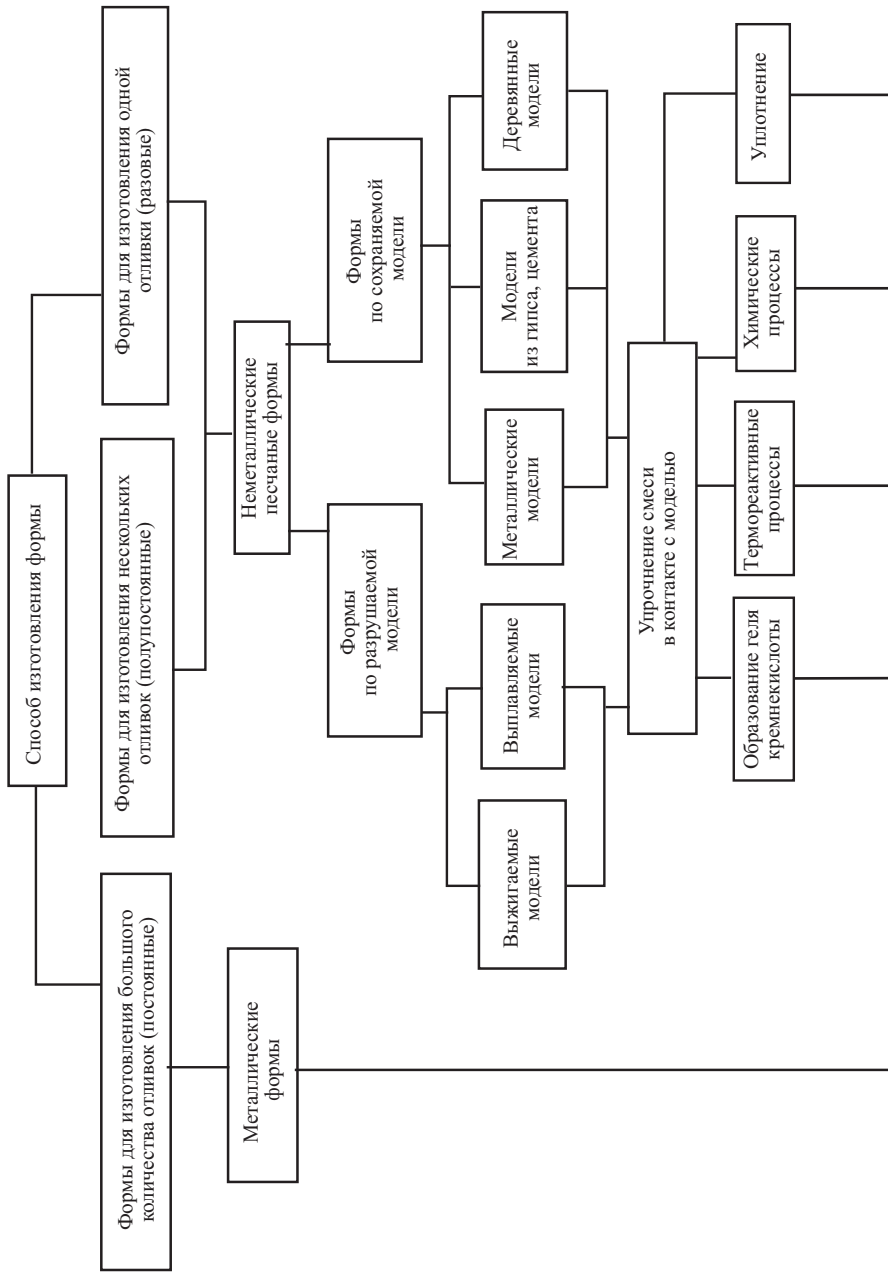 Способ изготовления формы
Формы для изготовления большого
количества отливок (постоянные)
Формы для изготовления нескольких
отливок (полупостоянные)
Формы для изготовления одной
отливки (разовые)
Металлические
формы
Неметаллические
песчаные формы
Формы
по разрушаемой
модели
Формы
по сохраняемой
модели
Выжигаемые
модели
Выплавляемые
модели
Металлические
модели
Модели
из гипса, цемента
Деревянные
модели
Упрочнение смеси
в контакте с моделью
Образование геля
кремнекислоты
Термореактивные
процессы
Химические
процессы
Уплотнение